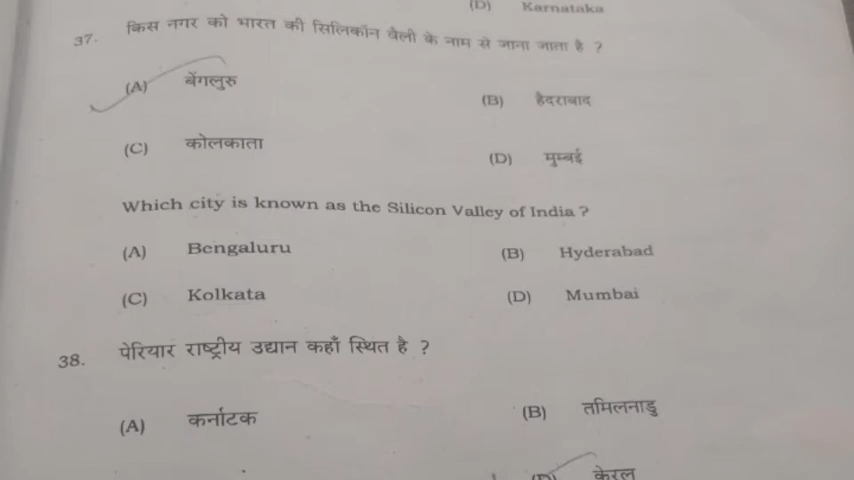 (D) Karnataka
37. किस नगर को भारत की सिलिकॉन वैली के नाम से जाना जाता है ?
(A) बेंगलुरु
(B) हैदराबाद
(C) कोलकाता
(D) मुम्बई
Which city is known as the Silicon Valley of India ?
(A) Bengaluru
(B) Hyderabad
(C) Kolkata
(D) Mumbai
38. पेरियार राष्ट्रीय उद्यान कहाँ स्थित है ?
(A) कर्नाटक
(B) तमिलनाडु
(D) केरल